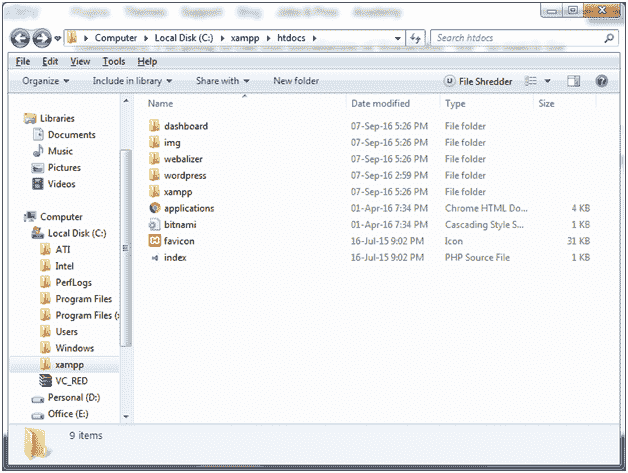 Plugins Themes Support Blog Jobs & Pros Academy
Computer Local Disk (C:) xampp htdocs Search htdocs
File Edit View Tools Help
Organize Include in library Share with New folder File Shredder
Name Date modified Type Size
Libraries
Documents
Music
Pictures
Videos
Computer
Local Disk (C:)
ATI
Intel
PerfLogs
Program Files
Program Files (x
Users
Windows
xampp
VC_RED
Personal (D:)
Office (E:)
dashboard 07-Sep-16 5:26 PM File folder
img 07-Sep-16 5:26 PM File folder
webalizer 07-Sep-16 5:26 PM File folder
wordpress 07-Sep-16 2:59 PM File folder
xampp 07-Sep-16 5:26 PM File folder
applications 01-Apr-16 7:34 PM Chrome HTML Do... 4 KB
bitnami 01-Apr-16 7:34 PM Cascading Style S... 1 KB
favicon 16-Jul-15 9:02 PM Icon 31 KB
index 16-Jul-15 9:02 PM PHP Source File 1 KB
9 items